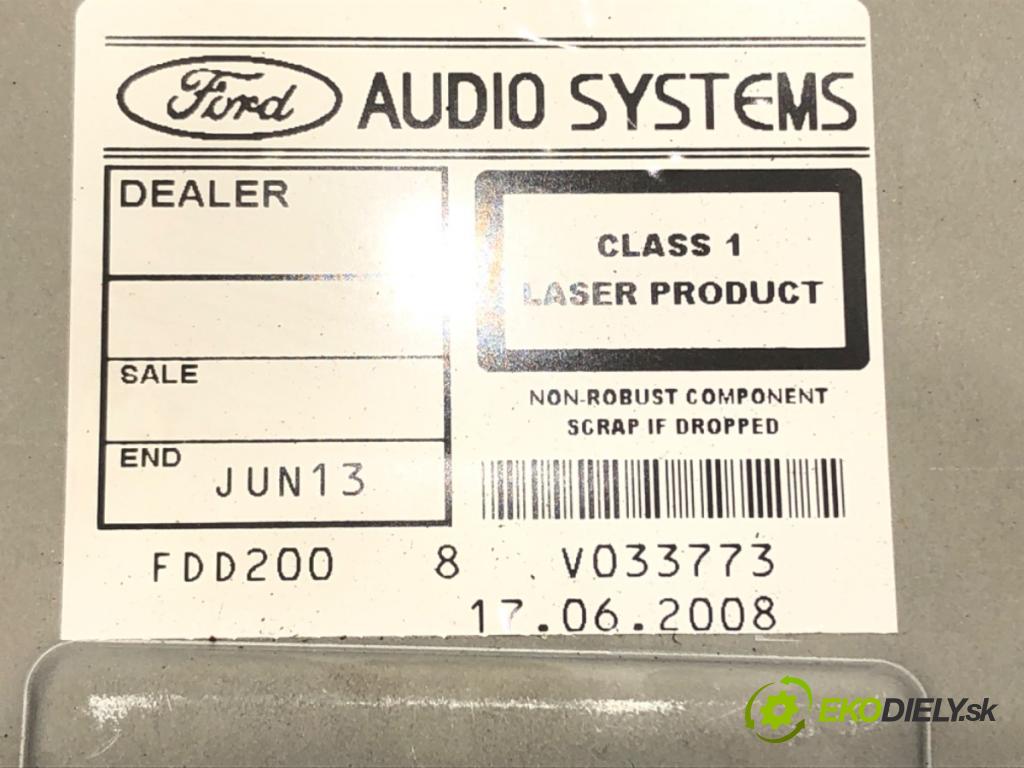 Ford AUDIO SYSTEMS
DEALER
CLASS 1
LASER PRODUCT
SALE
NON-ROBUST COMPONENT
SCRAP IF DROPPED
END JUN13
FDD200 8 V033773
17.06.2008
EKODIELY.sk